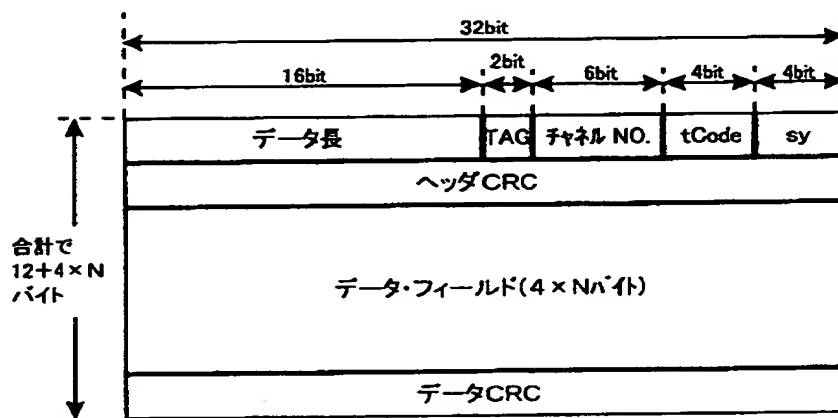 32bit
16bit
2bit
6bit
4bit
4bit
データ長
TAG
チャネル NO.
tCode
sy
ヘッダCRC
合計で
12+4×N
バイト
データ・フィールド(4×Nバイト)
データCRC